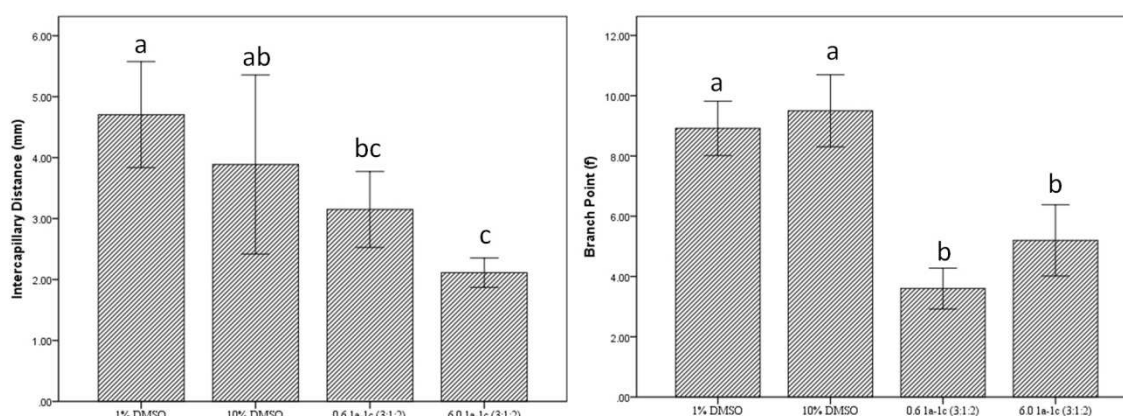 6.00
5.00
4.00
3.00
2.00
1.00
.00
Intercapillary Distance (mm)
a
ab
bc
c
1% DMSO
10% DMSO
0.6 1a-1c (3:1:2)
6.0 1a-1c (3:1:2)
12.00
10.00
8.00
6.00
4.00
2.00
.00
Branch Point (f)
a
a
b
b
1% DMSO
10% DMSO
0.6 1a-1c (3:1:2)
6.0 1a-1c (3:1:2)